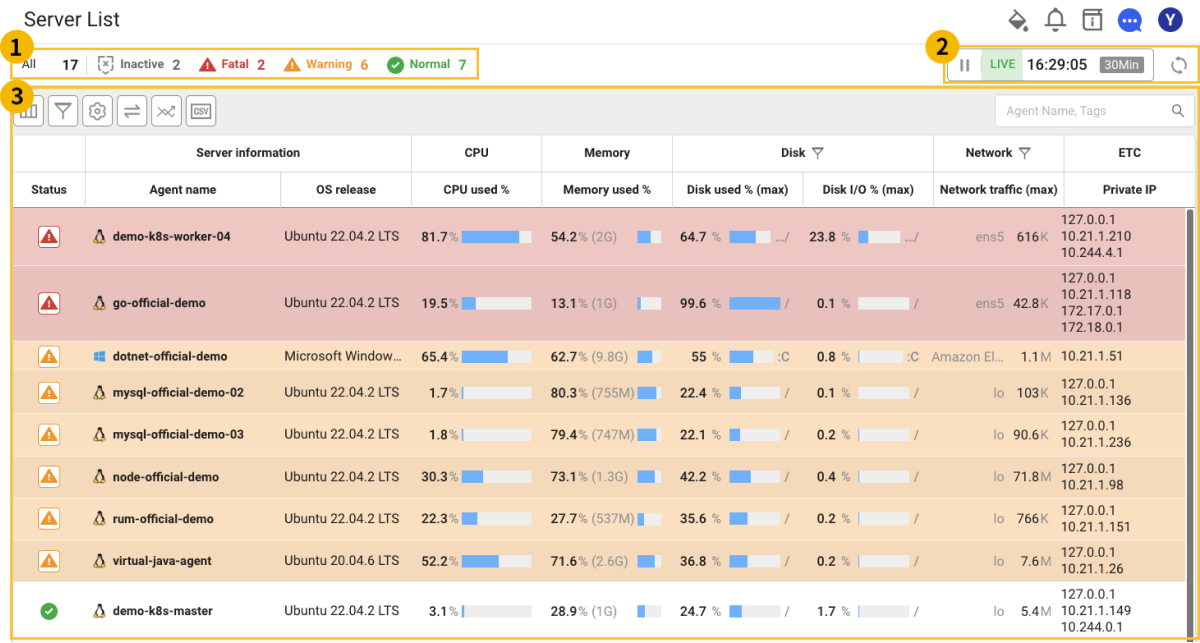 Server List
Y
1
2
All 17 Inactive 2 Fatal 2 Warning 6 Normal 7
LIVE 16:29:05 30Min
3
CSV
Agent Name, Tags
Server information CPU Memory Disk Network ETC
Status Agent name OS release CPU used % Memory used % Disk used % (max) Disk I/O % (max) Network traffic (max) Private IP
demo-k8s-worker-04 Ubuntu 22.04.2 LTS 81.7% 54.2% (2G) 64.7 % .../ 23.8 % .../ ens5 616K 127.0.0.1
10.21.1.210
10.244.4.1
go-official-demo Ubuntu 22.04.2 LTS 19.5% 13.1% (1G) 99.6 % / 0.1 % / ens5 42.8K 127.0.0.1
10.21.1.118
172.17.0.1
172.18.0.1
dotnet-official-demo Microsoft Window... 65.4% 62.7% (9.8G) 55 % :C 0.8 % :C Amazon El... 1.1M 10.21.1.51
mysql-official-demo-02 Ubuntu 22.04.2 LTS 1.7% 80.3% (755M) 22.4 % / 0.1 % / lo 103K 127.0.0.1
10.21.1.136
mysql-official-demo-03 Ubuntu 22.04.2 LTS 1.8% 79.4% (747M) 22.1 % / 0.2 % / lo 90.6K 127.0.0.1
10.21.1.236
node-official-demo Ubuntu 22.04.2 LTS 30.3% 73.1% (1.3G) 42.2 % / 0.4 % / lo 71.8M 127.0.0.1
10.21.1.98
rum-official-demo Ubuntu 22.04.2 LTS 22.3% 27.7% (537M) 35.6 % / 0.2 % / lo 766K 127.0.0.1
10.21.1.151
virtual-java-agent Ubuntu 20.04.6 LTS 52.2% 71.6% (2.6G) 36.8 % / 0.2 % / lo 7.6M 127.0.0.1
10.21.1.26
demo-k8s-master Ubuntu 22.04.2 LTS 3.1% 28.9% (1G) 24.7 % / 1.7 % / lo 5.4M 127.0.0.1
10.21.1.149
10.244.0.1